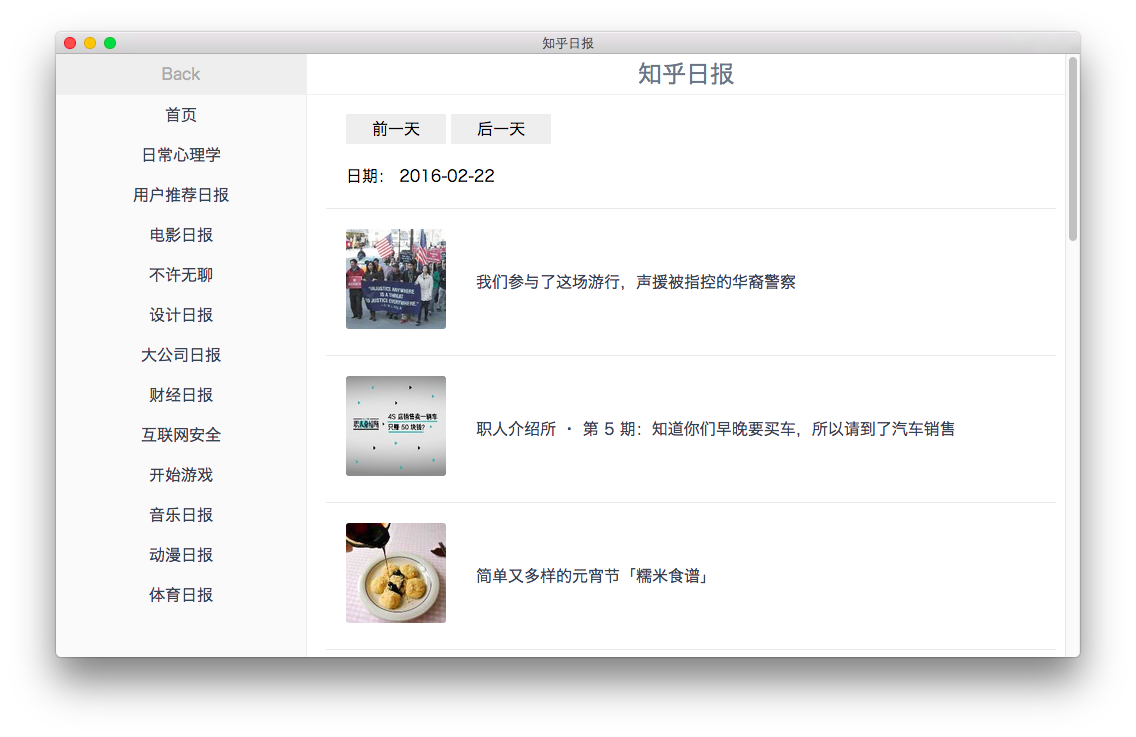 知乎日报
Back
知乎日报
首页
日常心理学
用户推荐日报
电影日报
不许无聊
设计日报
大公司日报
财经日报
互联网安全
开始游戏
音乐日报
动漫日报
体育日报
前一天
后一天
日期： 2016-02-22
"INJUSTICE ANYWHERE
IS A THREAT
TO JUSTICE EVERYWHERE."
我们参与了这场游行，声援被指控的华裔警察
4S 店销售卖一辆车
只赚 50 块钱？
职人介绍所 · 第 5 期：知道你们早晚要买车，所以请到了汽车销售
简单又多样的元宵节「糯米食谱」